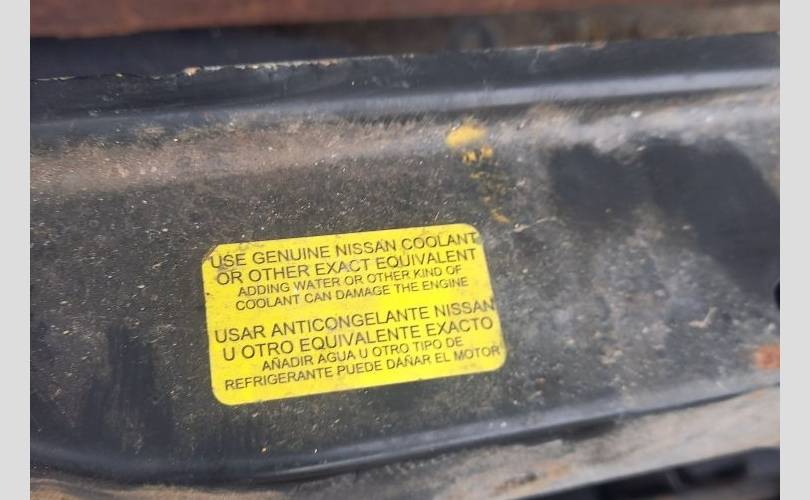 USE GENUINE NISSAN COOLANT
OR OTHER EXACT EQUIVALENT
ADDING WATER OR OTHER KIND OF
COOLANT CAN DAMAGE THE ENGINE
USAR ANTICONGELANTE NISSAN
U OTRO EQUIVALENTE EXACTO
AÑADIR AGUA U OTRO TIPO DE
REFRIGERANTE PUEDE DAÑAR EL MOTOR